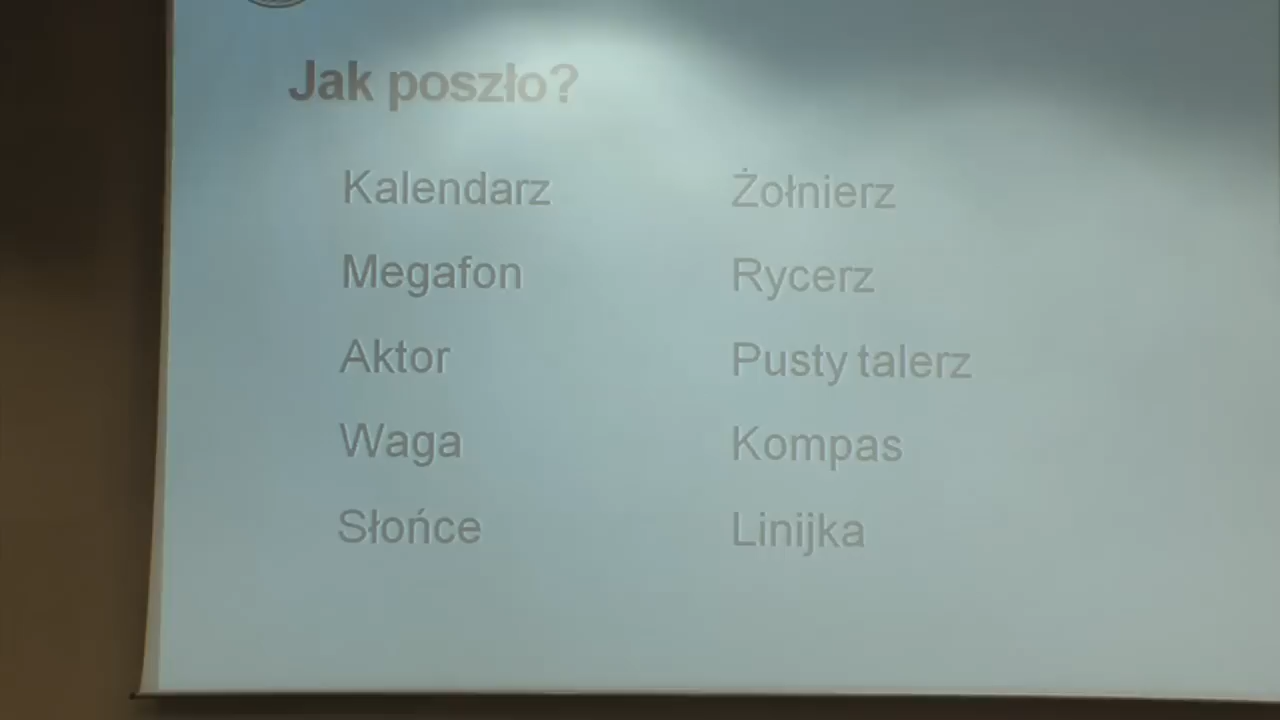 Jak poszło?
Kalendarz
Megafon
Aktor
Waga
Słońce
Żołnierz
Rycerz
Pusty talerz
Kompas
Linijka